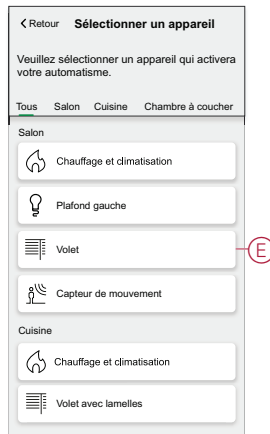 Retour Sélectionner un appareil
Veuillez sélectionner un appareil qui activera
votre automatisme.
Tous Salon Cuisine Chambre à coucher
Salon
Chauffage et climatisation
Plafond gauche
Volet
E
Capteur de mouvement
Cuisine
Chauffage et climatisation
Volet avec lamelles